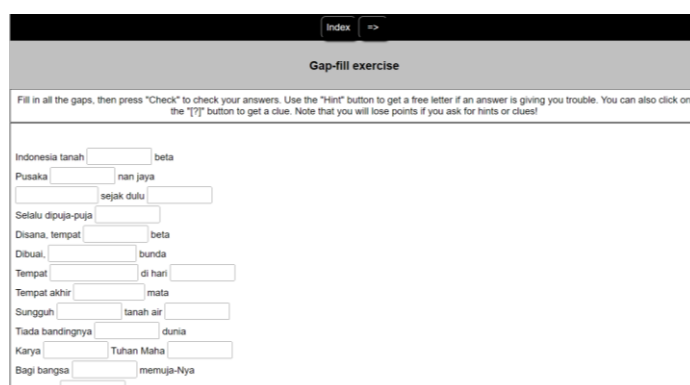 Index =>
Gap-fill exercise
Fill in all the gaps, then press "Check" to check your answers. Use the "Hint" button to get a free letter if an answer is giving you trouble. You can also click on
the "[?]" button to get a clue. Note that you will lose points if you ask for hints or clues!
Indonesia tanah beta
Pusaka nan jaya
sejak dulu
Selalu dipuja-puja
Disana, tempat beta
Dibuai, bunda
Tempat di hari
Tempat akhir mata
Sungguh tanah air
Tiada bandingnya dunia
Karya Tuhan Maha
Bagi bangsa memuja-Nya